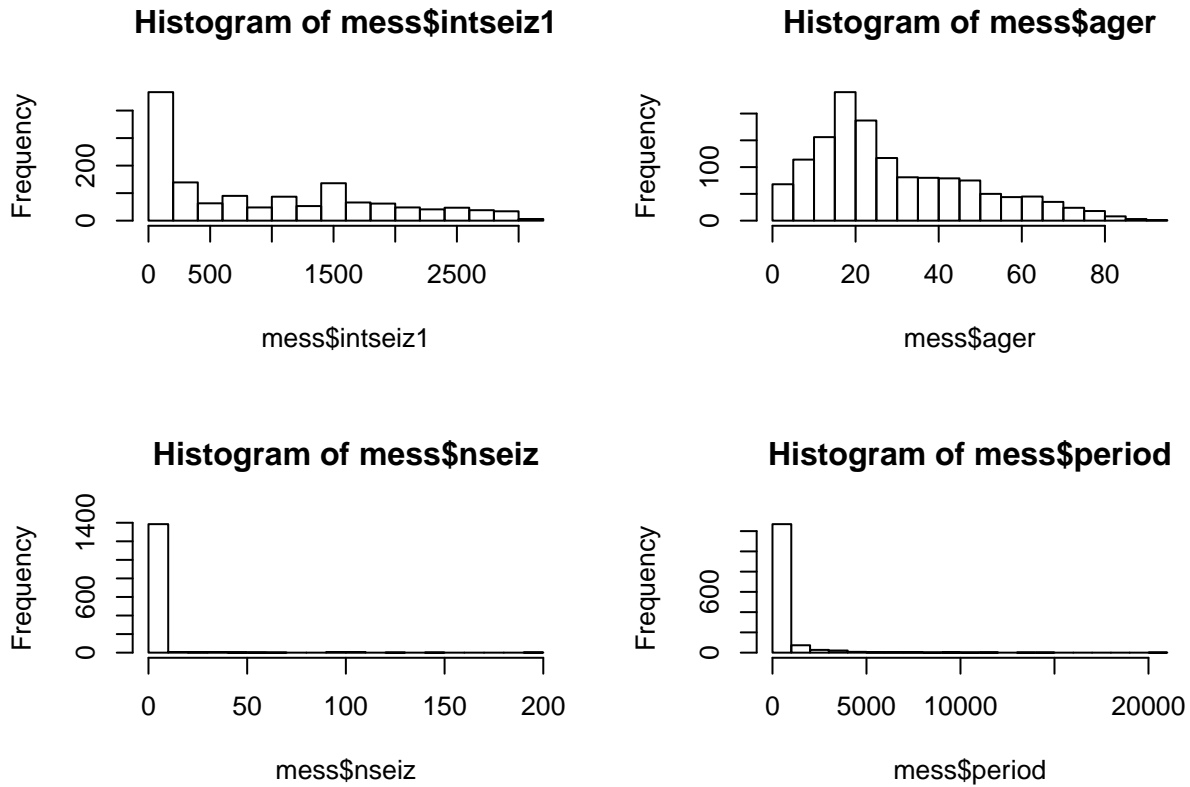 Histogram of mess$intseiz1
Frequency
0 200
0 500 1500 2500
mess$intseiz1
Histogram of mess$ager
Frequency
0 100
0 20 40 60 80
mess$ager
Histogram of mess$nseiz
Frequency
0 600 1400
0 50 100 150 200
mess$nseiz
Histogram of mess$period
Frequency
0 600
0 5000 10000 20000
mess$period